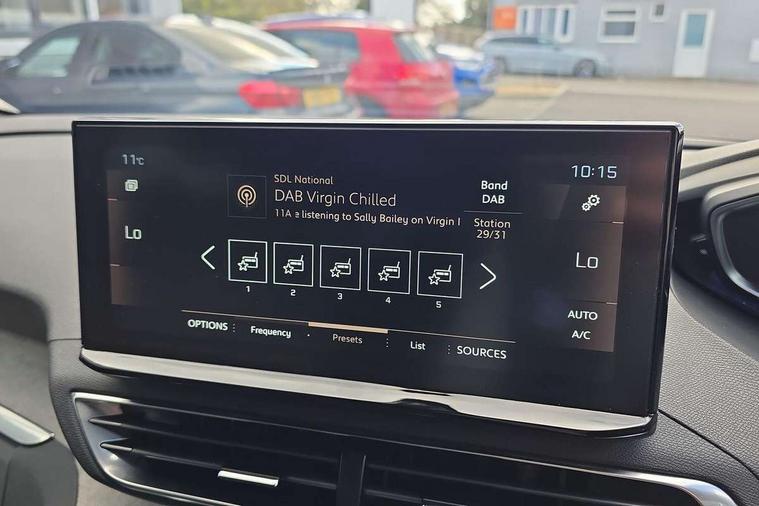 11°C
10:15
SDL National
DAB Virgin Chilled
11A e listening to Sally Bailey on Virgin I
Band
DAB
Station
29/31
Lo
Lo
1 2 3 4 5
AUTO
A/C
OPTIONS Frequency Presets List SOURCES